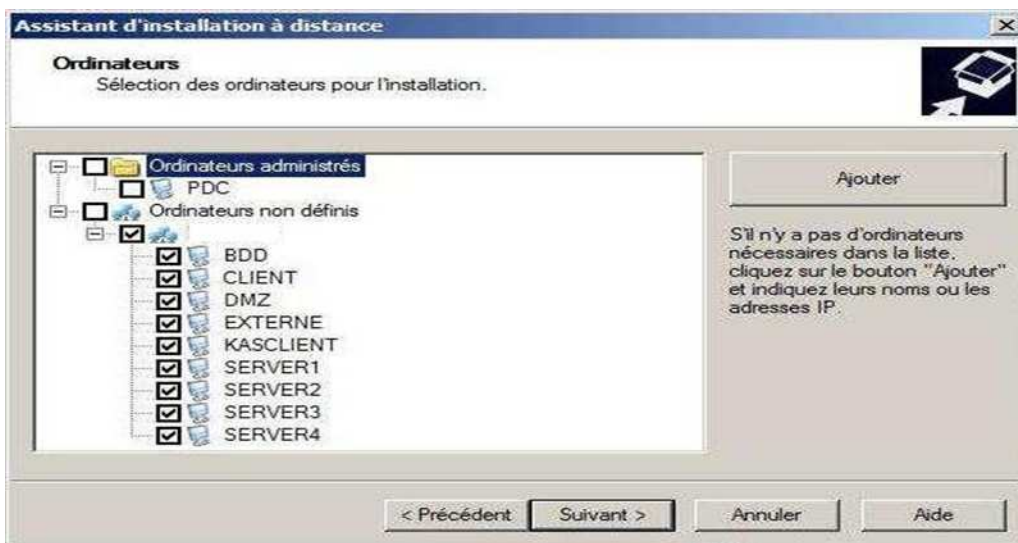 Assistant d'installation à distance
Ordinateurs
Sélection des ordinateurs pour l'installation.
Ordinateurs administrés
PDC
Ordinateurs non définis
BDD
CLIENT
DMZ
EXTERNE
KASCLIENT
SERVER1
SERVER2
SERVER3
SERVER4
Ajouter
S'il n'y a pas d'ordinateurs
nécessaires dans la liste,
cliquez sur le bouton "Ajouter"
et indiquez leurs noms ou les
adresses IP.
< Précédent
Suivant >
Annuler
Aide